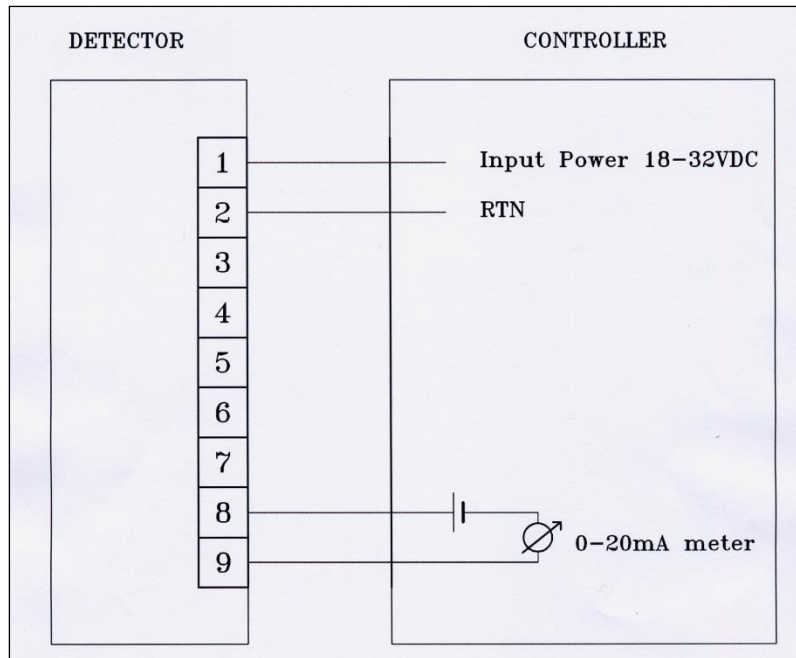 DETECTOR CONTROLLER
1 Input Power 18-32VDC
2 RTN
3
4
5
6
7
8
9 0-20mA meter